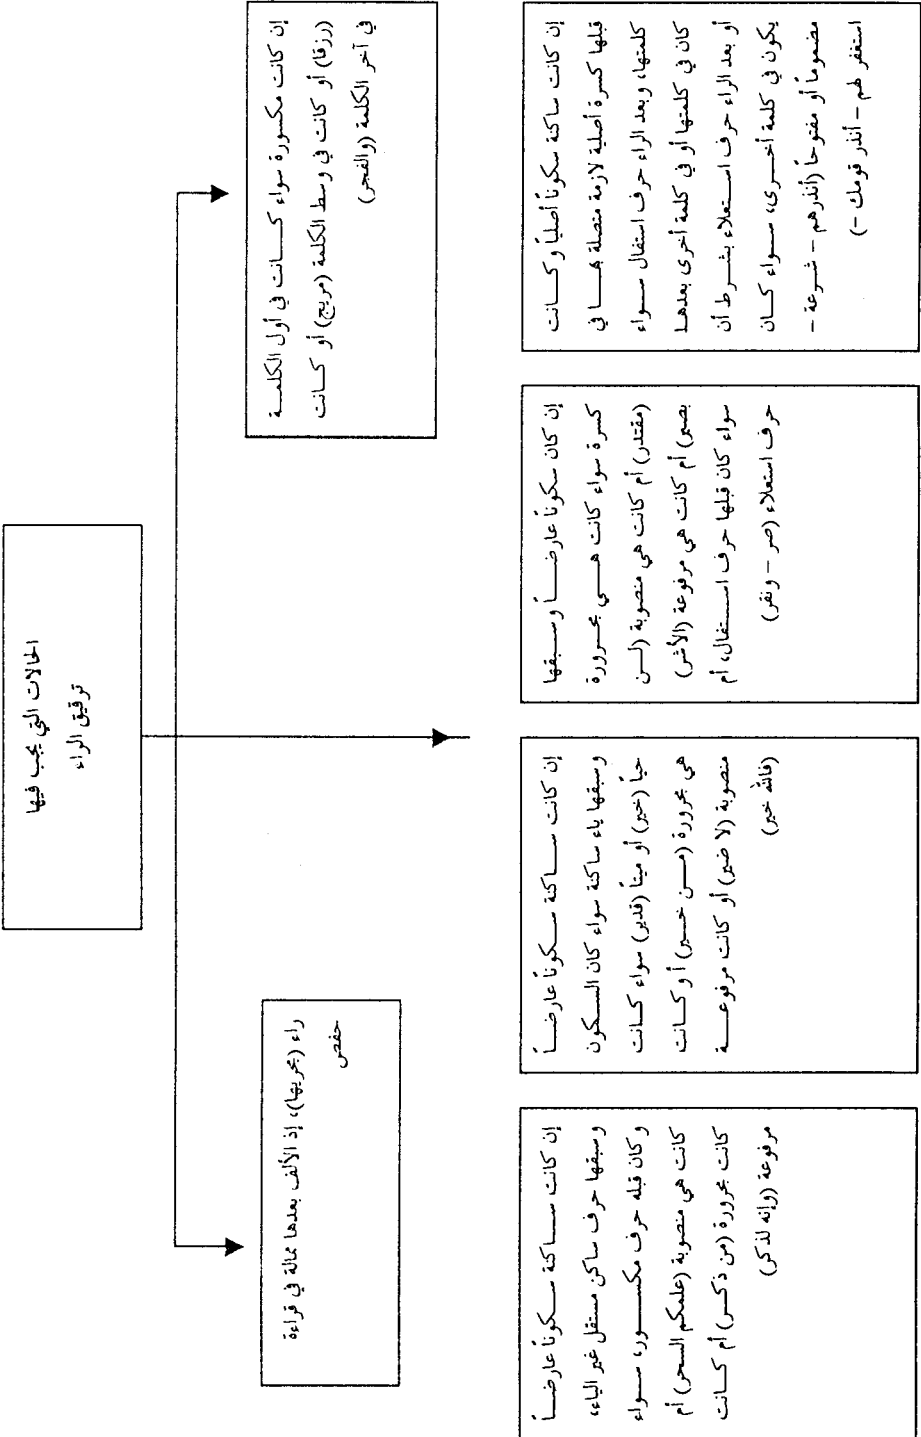 الحالات التي يجب فيها
ترقيق الراء
إن كانت مكسورة سواء كانت في أول الكلمة
(رزقا) أو كانت في وسط الكلمة (مريج) أو كانت
في آخر الكلمة (والفجر)
راء (مجريها)، إذ الألف بعدها ممالة في قراءة
حفص
إن كانت ساكنة سكوناً أصلياً وكانت
قبلها كسرة أصلية لازمة متصلة بها في
كلمتها، وبعد الراء حرف استفال سواء
كان في كلمتها أو في كلمة أخرى بعدها
أو بعد الراء حرف استعلاء بشرط أن
يكون في كلمة أخرى، سواء كان
مضموماً أو مفتوحاً (أنذرهم – شرعة –
استغفر لهم – أنذر قومك –)
إن كان سكوناً عارضاً وسبقها
كسرة سواء كانت هي مجرورة
(مقتدر) أم كانت هي منصوبة (لن
بصير) أم كانت هي مرفوعة (الأشر)
سواء كان قبلها حرف استفال، أم
حرف استعلاء (صر – ونقر)
إن كانت ساكنة سكوناً عارضاً
وسبقها ياء ساكنة سواء كان السكون
حياً (خير) أو ميتاً (قدير) سواء كانت
هي مجرورة (من خير) أو كانت
منصوبة (لا ضير) أو كانت مرفوعة
(فالله خير)
إن كانت ساكنة سكوناً عارضاً
وسبقها حرف ساكن مستفل غير الياء،
وكان قبله حرف مكسور، سواء
كانت هي منصوبة (علمكم السحر) أم
كانت مجرورة (من ذكر) أم كانت
مرفوعة (وإنه لذكر)